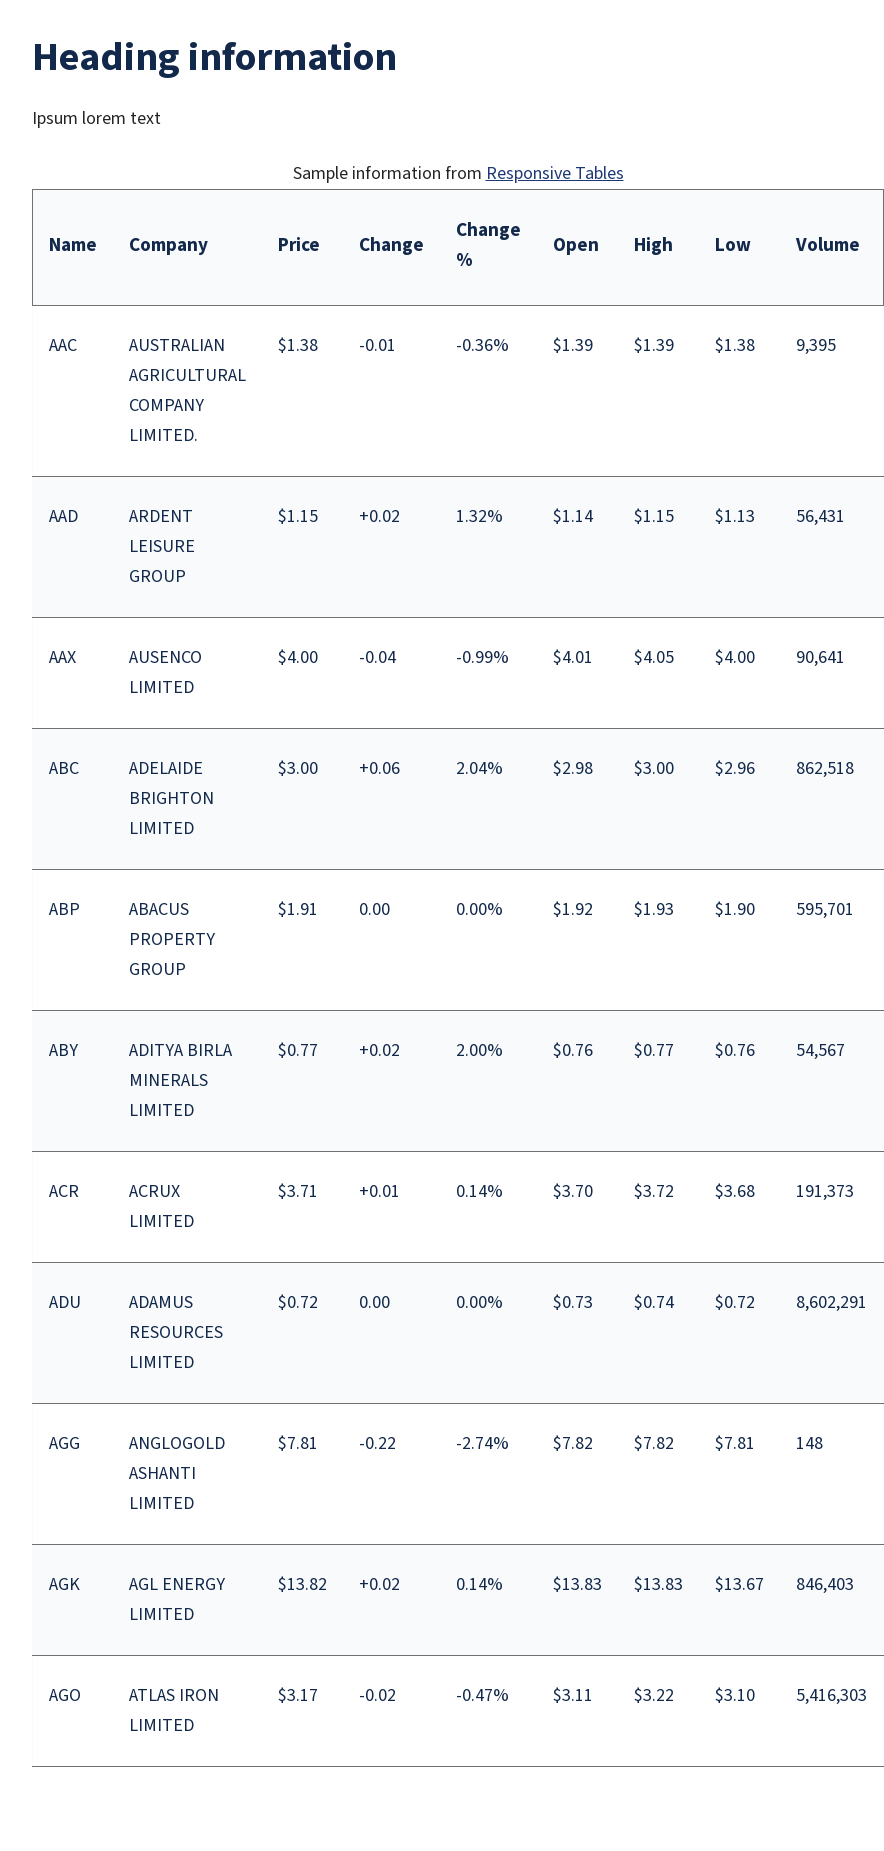 Heading information
Ipsum lorem text
Sample information from Responsive Tables
Name Company Price Change Change % Open High Low Volume
AAC AUSTRALIAN $1.38 -0.01 -0.36% $1.39 $1.39 $1.38 9,395
AGRICULTURAL
COMPANY
LIMITED.
AAD ARDENT $1.15 +0.02 1.32% $1.14 $1.15 $1.13 56,431
LEISURE
GROUP
AAX AUSENCO $4.00 -0.04 -0.99% $4.01 $4.05 $4.00 90,641
LIMITED
ABC ADELAIDE $3.00 +0.06 2.04% $2.98 $3.00 $2.96 862,518
BRIGHTON
LIMITED
ABP ABACUS $1.91 0.00 0.00% $1.92 $1.93 $1.90 595,701
PROPERTY
GROUP
ABY ADITYA BIRLA $0.77 +0.02 2.00% $0.76 $0.77 $0.76 54,567
MINERALS
LIMITED
ACR ACRUX $3.71 +0.01 0.14% $3.70 $3.72 $3.68 191,373
LIMITED
ADU ADAMUS $0.72 0.00 0.00% $0.73 $0.74 $0.72 8,602,291
RESOURCES
LIMITED
AGG ANGLOGOLD $7.81 -0.22 -2.74% $7.82 $7.82 $7.81 148
ASHANTI
LIMITED
AGK AGL ENERGY $13.82 +0.02 0.14% $13.83 $13.83 $13.67 846,403
LIMITED
AGO ATLAS IRON $3.17 -0.02 -0.47% $3.11 $3.22 $3.10 5,416,303
LIMITED